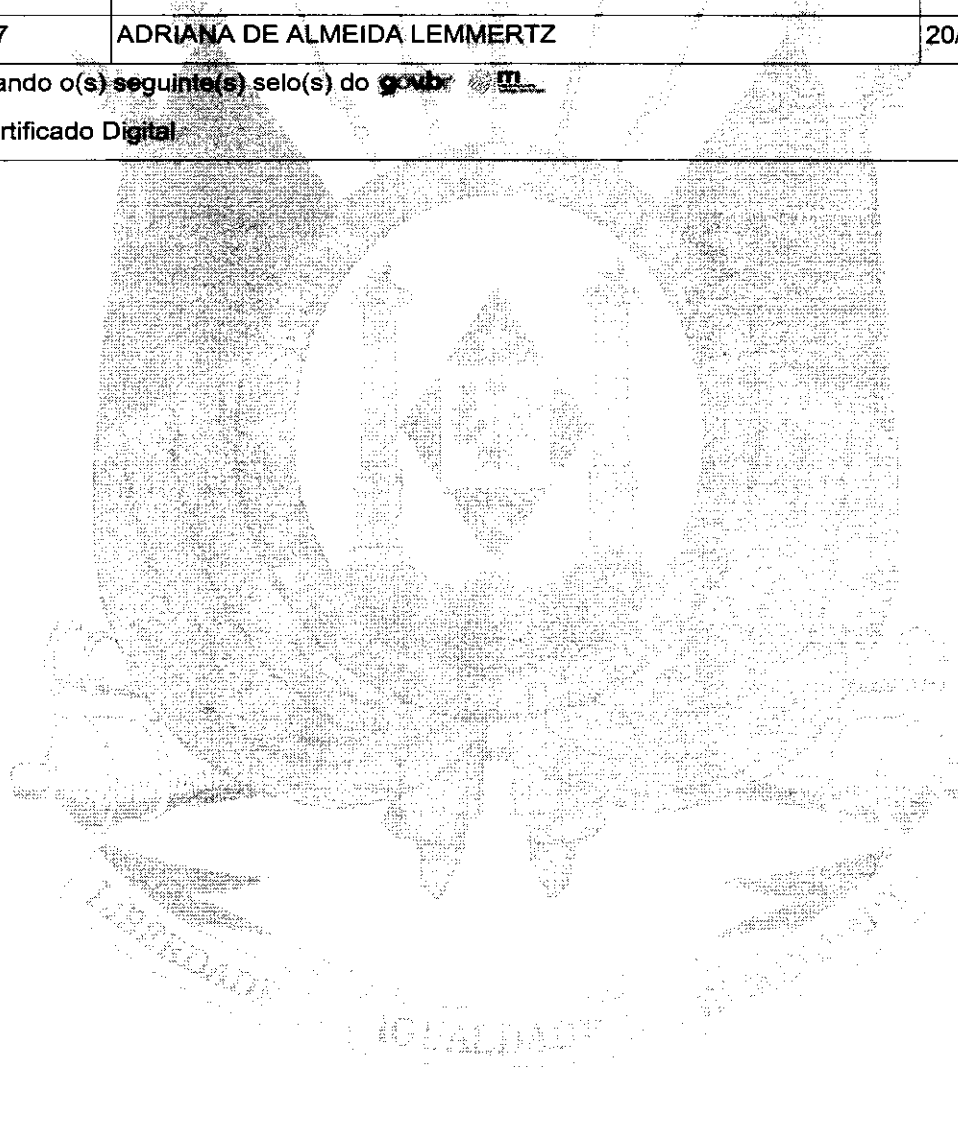 7 ADRIANA DE ALMEIDA LEMMERTZ 20/
ando o(s) seguinte(s) selo(s) do gov.br
rtificado Digital
IGUALDADE